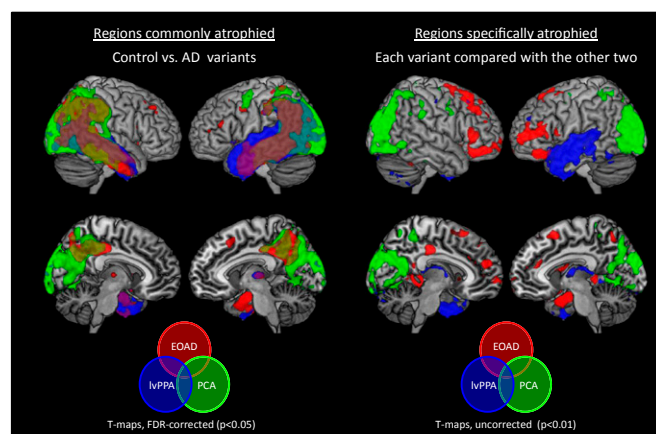 Regions commonly atrophied
Control vs. AD variants
Regions specifically atrophied
Each variant compared with the other two
EOAD
lvPPA
PCA
T-maps, FDR-corrected (p<0.05)
EOAD
lvPPA
PCA
T-maps, uncorrected (p<0.01)